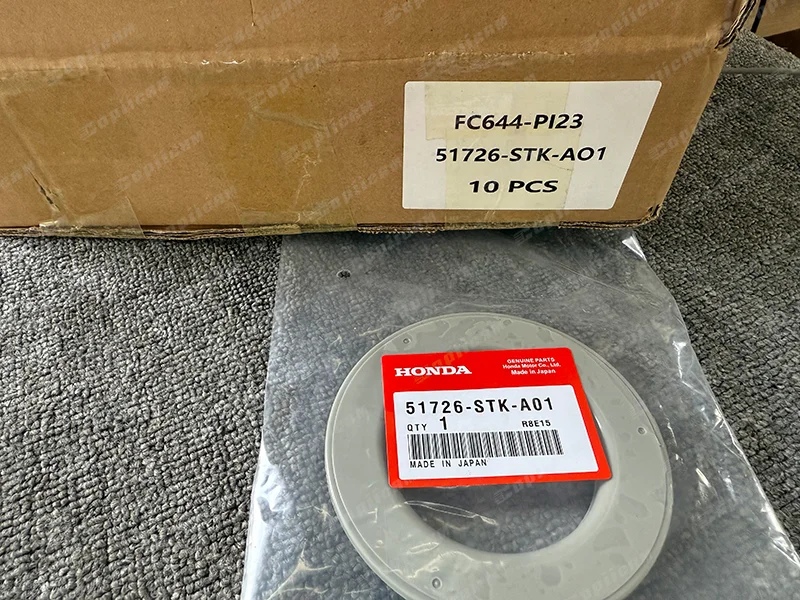 FC644-PI23
51726-STK-AO1
10 PCS
HONDA
GENUINE PARTS
Honda Motor Co., Ltd.
Made in Japan
51726-STK-A01
QTY 1 R8E15
MADE IN JAPAN